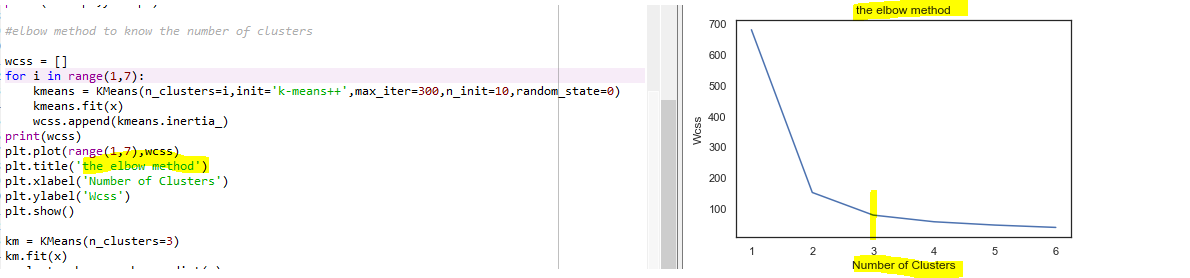 #elbow method to know the number of clusters
wcss = []
for i in range(1,7):
kmeans = KMeans(n_clusters=i,init='k-means++',max_iter=300,n_init=10,random_state=0)
kmeans.fit(x)
wcss.append(kmeans.inertia_)
print(wcss)
plt.plot(range(1,7),wcss)
plt.title('the elbow method')
plt.xlabel('Number of Clusters')
plt.ylabel('Wcss')
plt.show()
km = KMeans(n_clusters=3)
km.fit(x)
the elbow method
700
600
500
400
300
200
100
Wcss
1 2 3 4 5 6
Number of Clusters